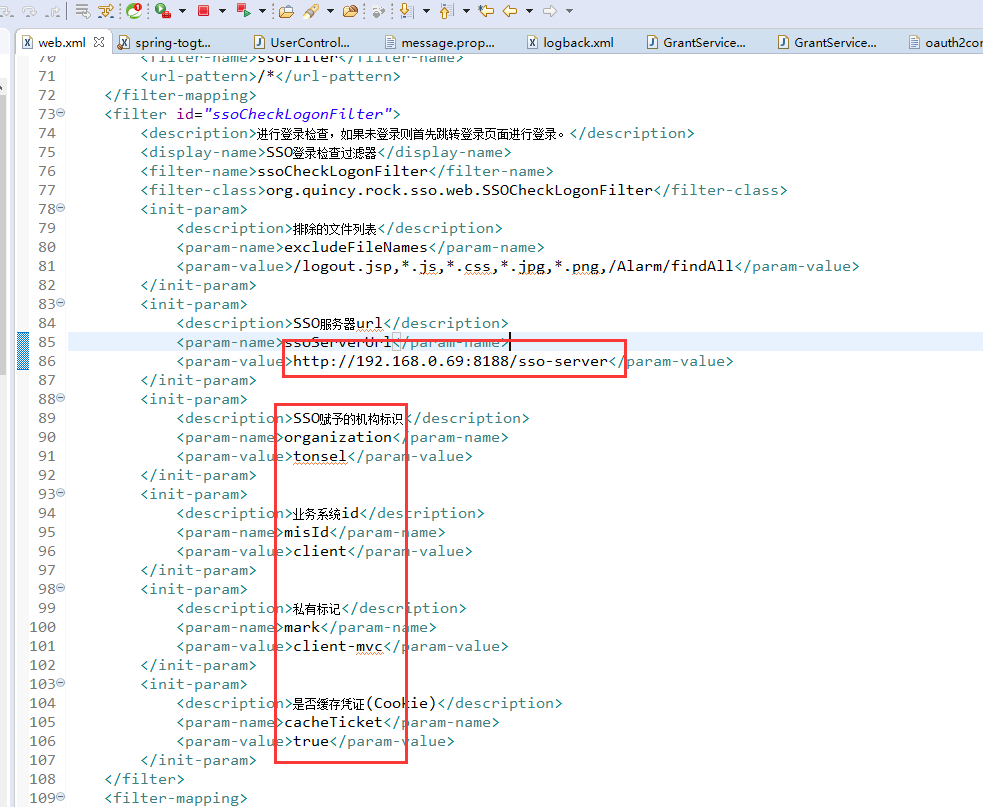 web.xml spring-togt... UserControl... message.prop... logback.xml GrantService... GrantService... oauth2cor
70 <filter-name>ssoFilter</filter-name>
71 <url-pattern>/*</url-pattern>
72 </filter-mapping>
73 <filter id="ssoCheckLogonFilter">
74 <description>进行登录检查，如果未登录则首先跳转登录页面进行登录。</description>
75 <display-name>SSO登录检查过滤器</display-name>
76 <filter-name>ssoCheckLogonFilter</filter-name>
77 <filter-class>org.quincy.rock.sso.web.SSOCheckLogonFilter</filter-class>
78 <init-param>
79 <description>排除的文件列表</description>
80 <param-name>excludeFileNames</param-name>
81 <param-value>/logout.jsp,*.js,*.css,*.jpg,*.png,/Alarm/findAll</param-value>
82 </init-param>
83 <init-param>
84 <description>SSO服务器url</description>
85 <param-name>ssoServerUrl</param-name>
86 <param-value>http://192.168.0.69:8188/sso-server</param-value>
87 </init-param>
88 <init-param>
89 <description>SSO赋予的机构标识</description>
90 <param-name>organization</param-name>
91 <param-value>tonsel</param-value>
92 </init-param>
93 <init-param>
94 <description>业务系统id</description>
95 <param-name>misId</param-name>
96 <param-value>client</param-value>
97 </init-param>
98 <init-param>
99 <description>私有标记</description>
100 <param-name>mark</param-name>
101 <param-value>client-mvc</param-value>
102 </init-param>
103 <init-param>
104 <description>是否缓存凭证(Cookie)</description>
105 <param-name>cacheTicket</param-name>
106 <param-value>true</param-value>
107 </init-param>
108 </filter>
109 <filter-mapping>